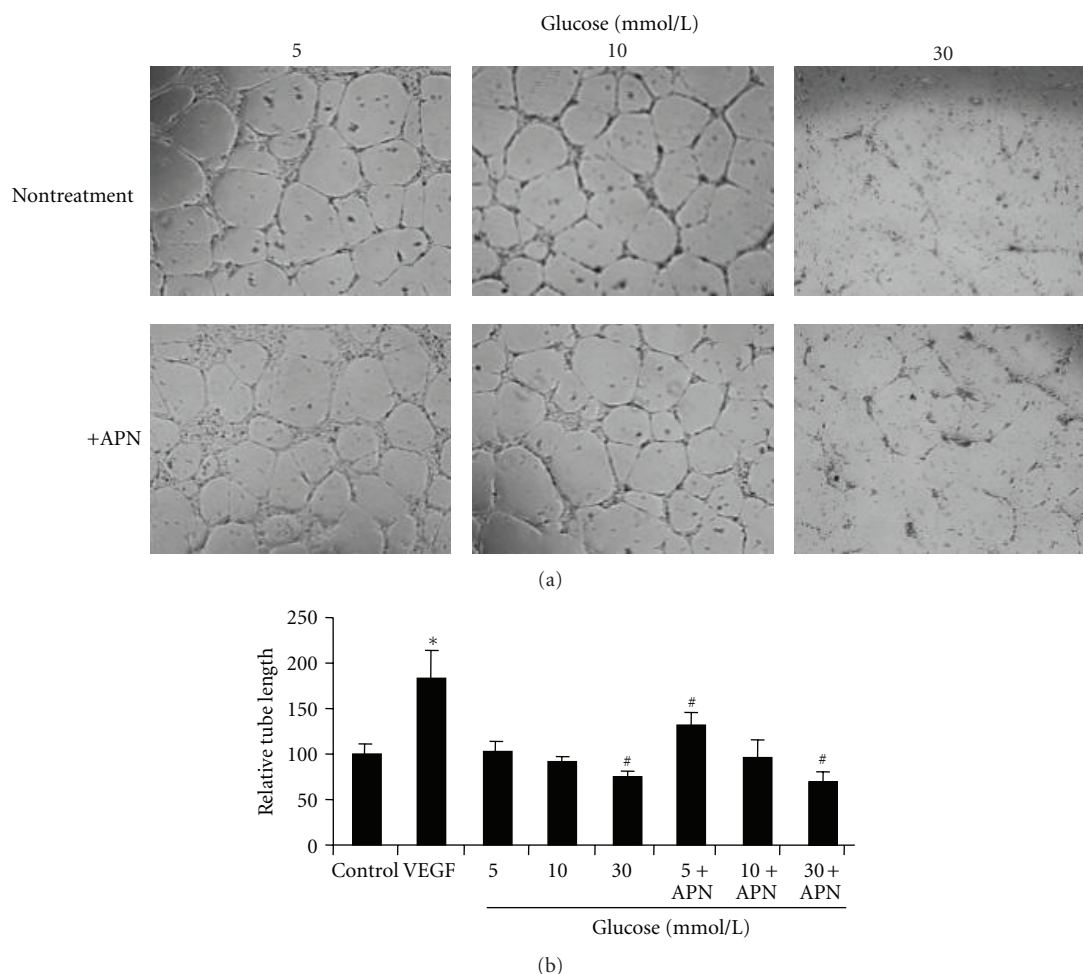 Glucose (mmol/L)
5 10 30
Nontreatment
+APN
(a)
250
200
150
100
50
0
Relative tube length
*
#
#
#
Control VEGF 5 10 30 5 + 10 + 30 +
APN APN APN
Glucose (mmol/L)
(b)